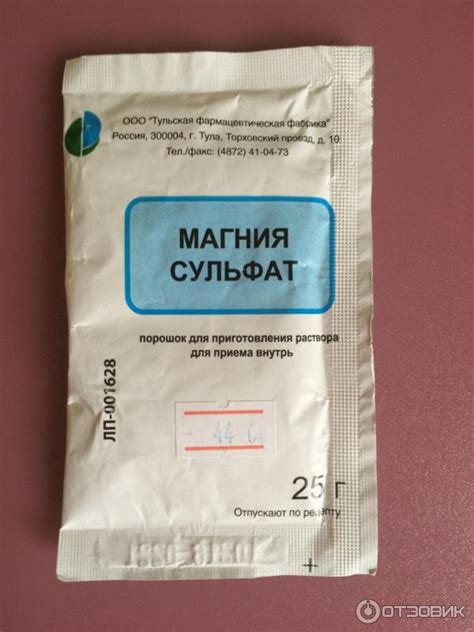 ООО "Тульская фармацевтическая фабрика"
Россия, 300004, г. Тула, Торховский проезд, д. 10
Тел./факс: (4872) 41-04-73
МАГНИЯ
СУЛЬФАТ
порошок для приготовления раствора
для приема внутрь
ЛП-001628
44
25 г
Отпускают по рецепту
ОТЗОВИК